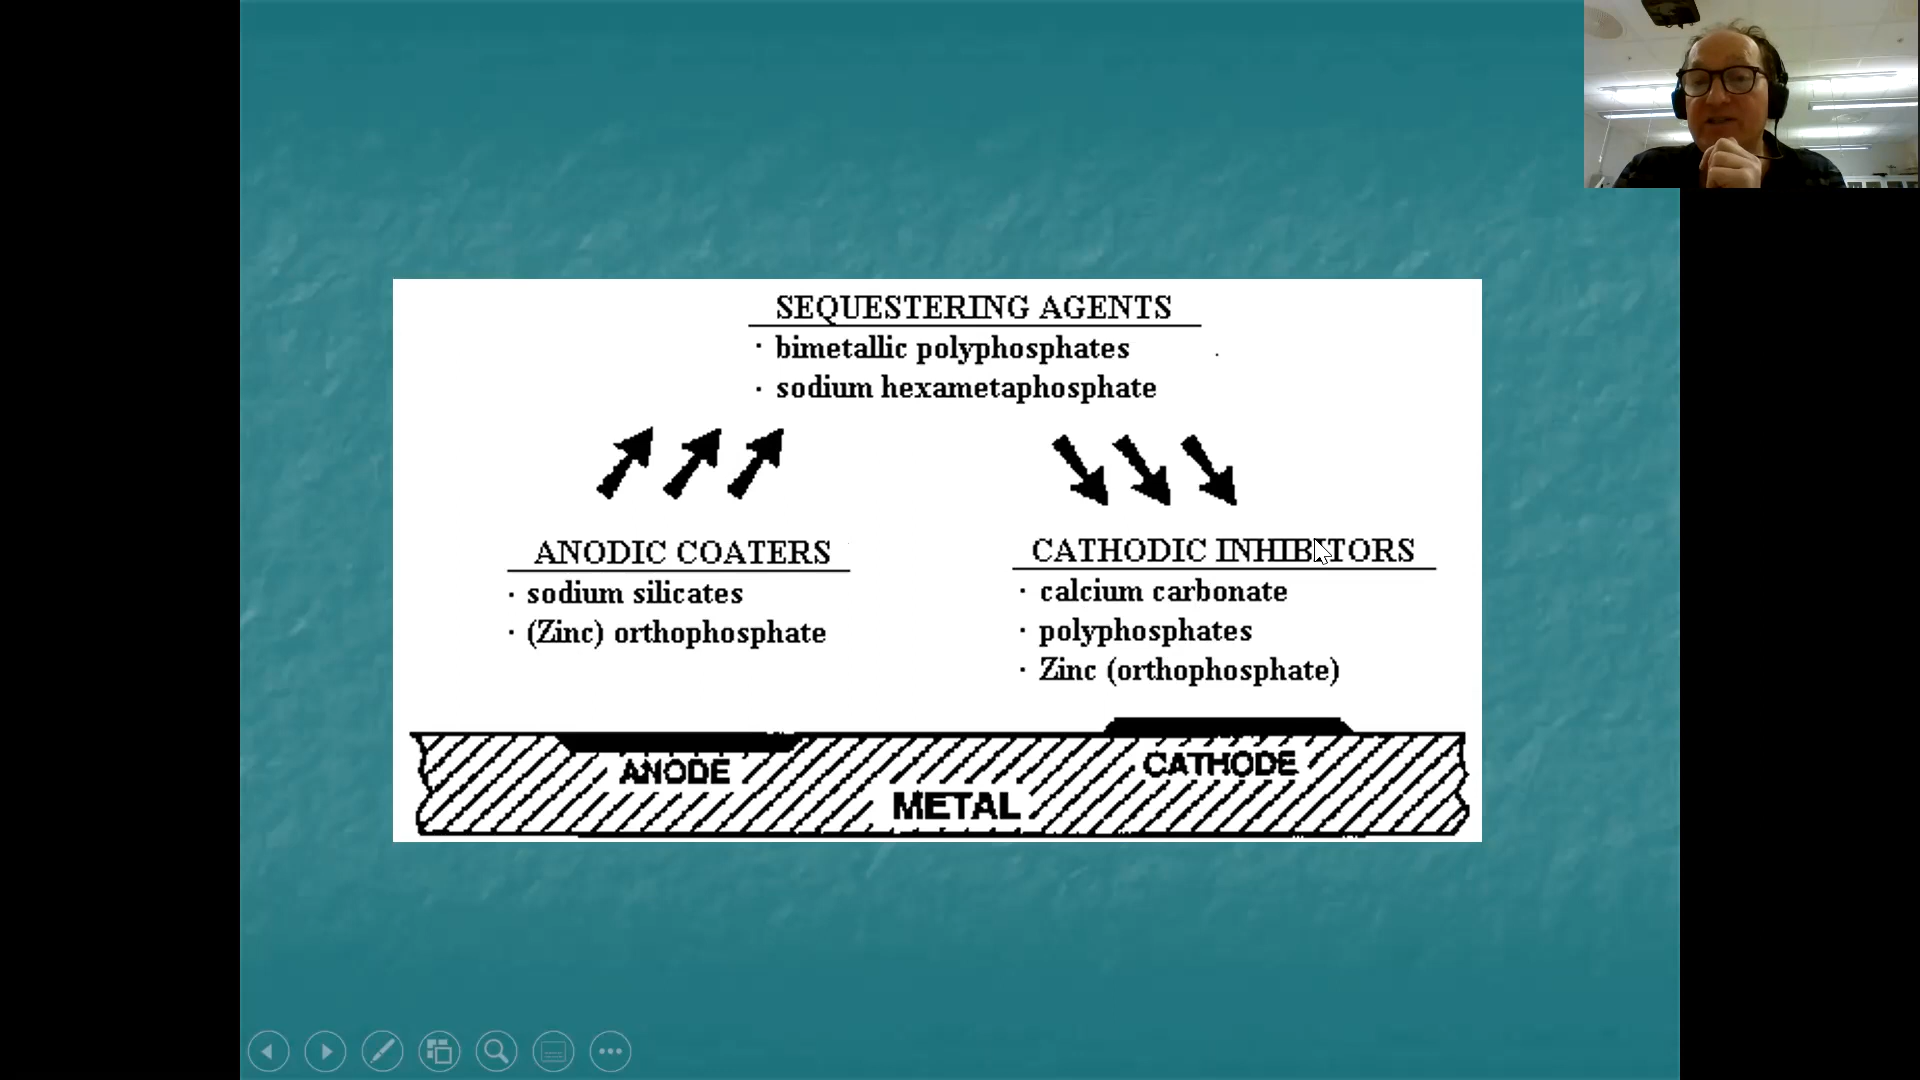 SEQUESTERING AGENTS
· bimetallic polyphosphates
· sodium hexametaphosphate
ANODIC COATERS
· sodium silicates
· (Zinc) orthophosphate
CATHODIC INHIBITORS
· calcium carbonate
· polyphosphates
· Zinc (orthophosphate)
ANODE
CATHODE
METAL